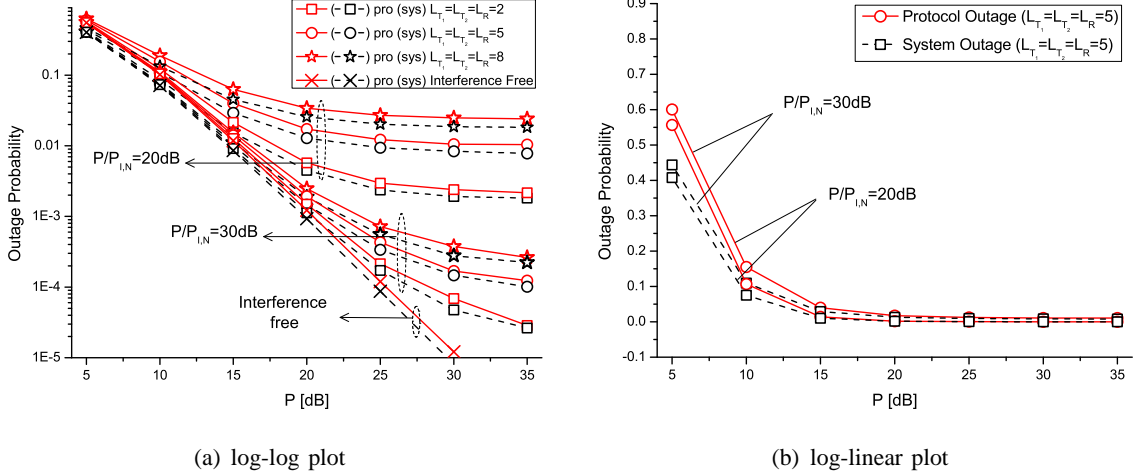 (-□-) pro (sys) L_T₁=L_T₂=L_R=2
(-○-) pro (sys) L_T₁=L_T₂=L_R=5
(-☆-) pro (sys) L_T₁=L_T₂=L_R=8
(-×-) pro (sys) Interference Free
Outage Probability
0.1
0.01
1E-3
1E-4
1E-5
P/P_I,N=20dB
P/P_I,N=30dB
Interference
free
5 10 15 20 25 30 35
P [dB]
(a) log-log plot
Protocol Outage (L_T₁=L_T₂=L_R=5)
System Outage (L_T₁=L_T₂=L_R=5)
Outage Probability
0.9
0.8
0.7
0.6
0.5
0.4
0.3
0.2
0.1
0.0
-0.1
P/P_I,N=30dB
P/P_I,N=20dB
5 10 15 20 25 30 35
P [dB]
(b) log-linear plot